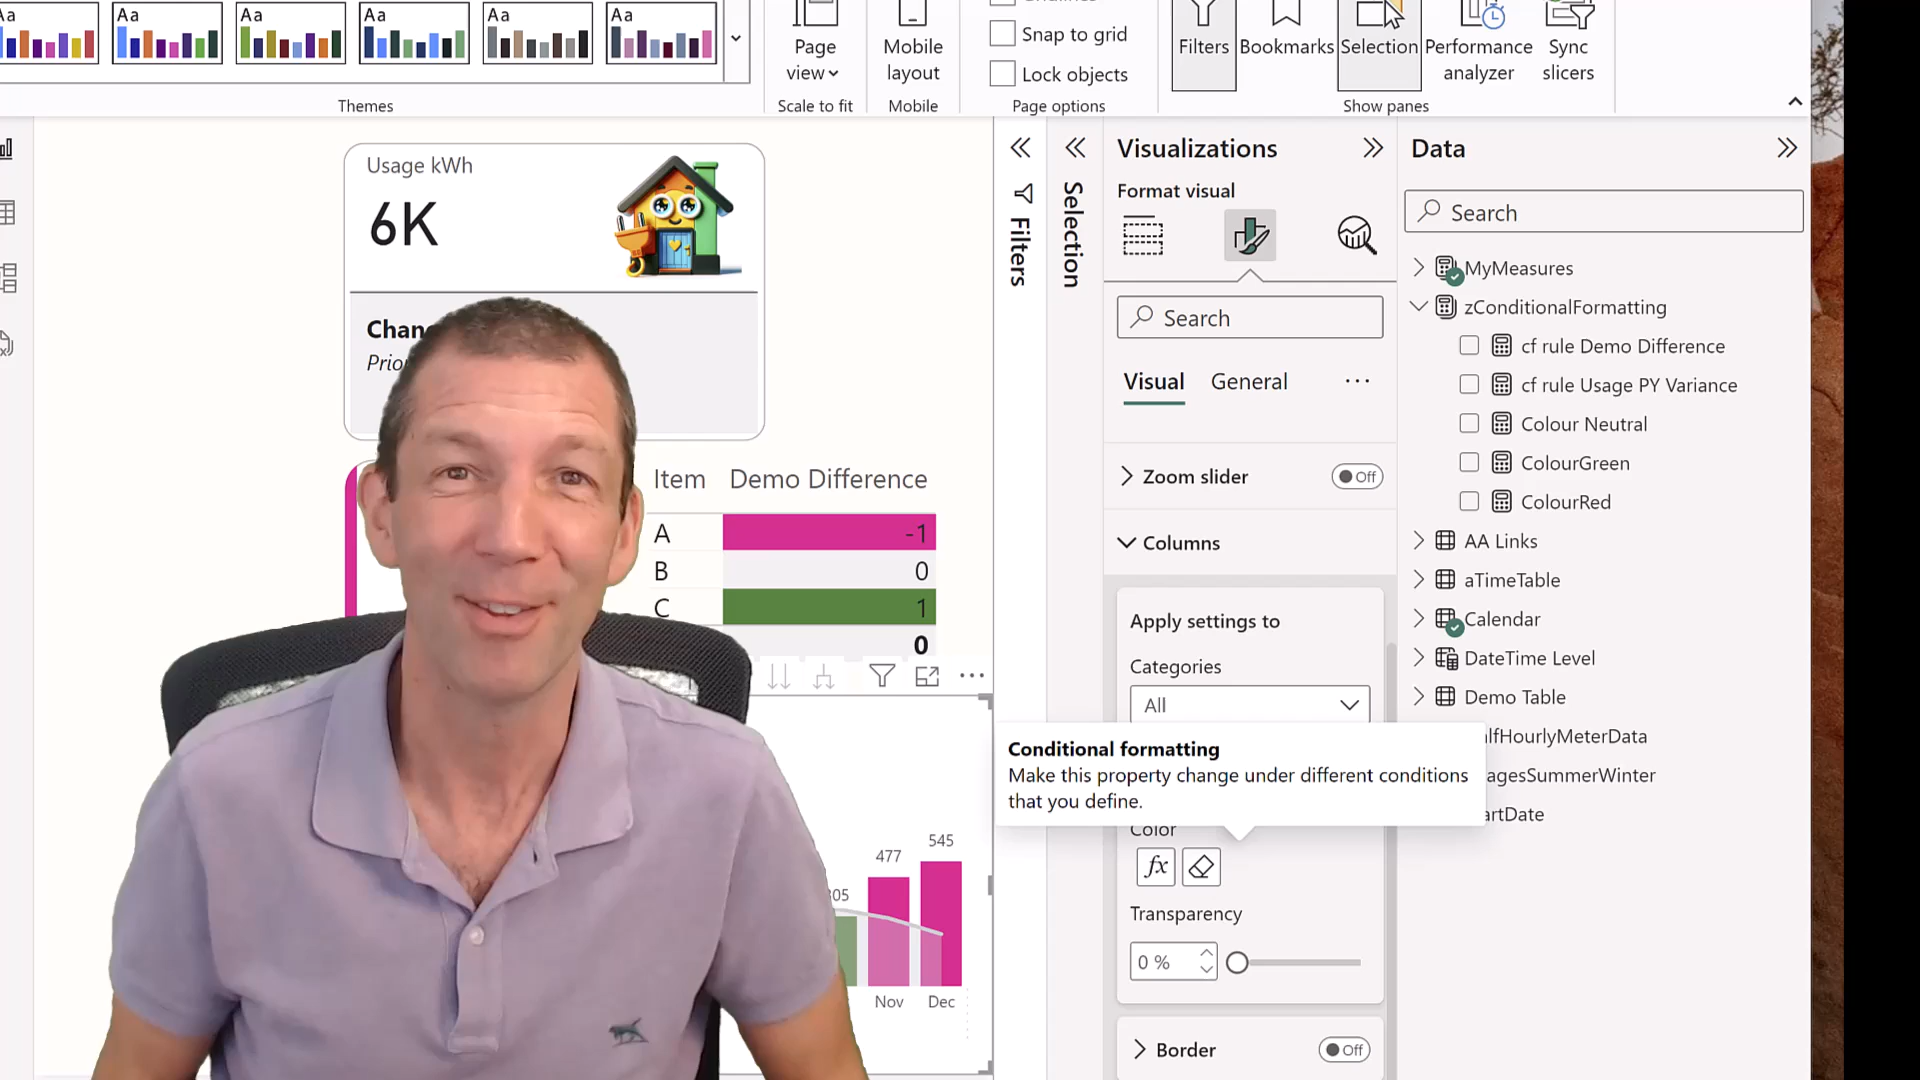 Aa
Aa
Aa
Aa
Aa
Aa
Themes
Page
view
Scale to fit
Mobile
layout
Mobile
Snap to grid
Lock objects
Page options
Filters
Bookmarks
Selection
Performance
analyzer
Sync
slicers
Show panes
Usage kWh
6K
Item Demo Difference
A -1
B 0
C 1
0
477
545
Nov
Dec
Filters
Selection
Visualizations
Format visual
Search
Visual General
Zoom slider Off
Columns
Apply settings to
Categories
All
Conditional formatting
Make this property change under different conditions
that you define.
Color
fx
Transparency
0 %
Border Off
Data
Search
MyMeasures
zConditionalFormatting
cf rule Demo Difference
cf rule Usage PY Variance
Colour Neutral
ColourGreen
ColourRed
AA Links
aTimeTable
Calendar
DateTime Level
Demo Table